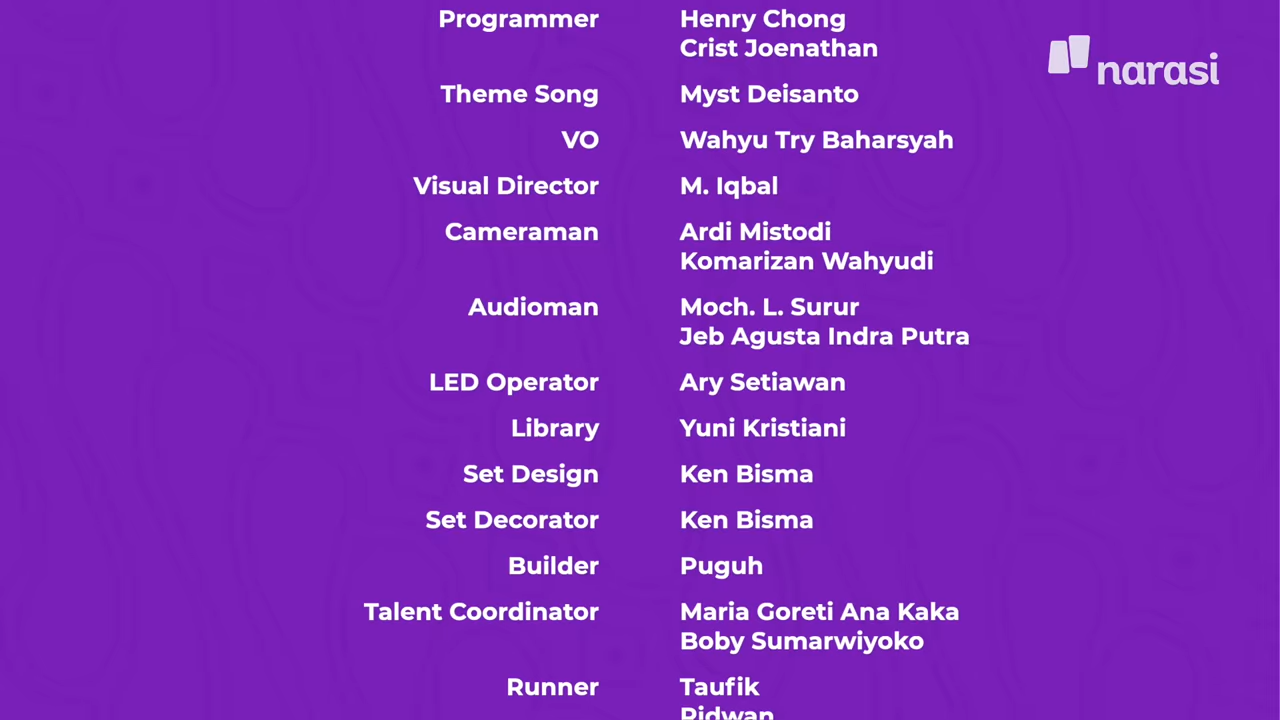 Programmer Henry Chong
Crist Joenathan
narasi
Theme Song Myst Deisanto
VO Wahyu Try Baharsyah
Visual Director M. Iqbal
Cameraman Ardi Mistodi
Komarizan Wahyudi
Audioman Moch. L. Surur
Jeb Agusta Indra Putra
LED Operator Ary Setiawan
Library Yuni Kristiani
Set Design Ken Bisma
Set Decorator Ken Bisma
Builder Puguh
Talent Coordinator Maria Goreti Ana Kaka
Boby Sumarwiyoko
Runner Taufik
Ridwan